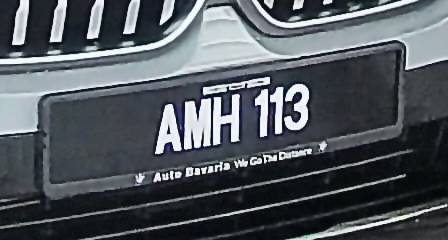 AMH 113
Auto Bavaria We Go The Distance